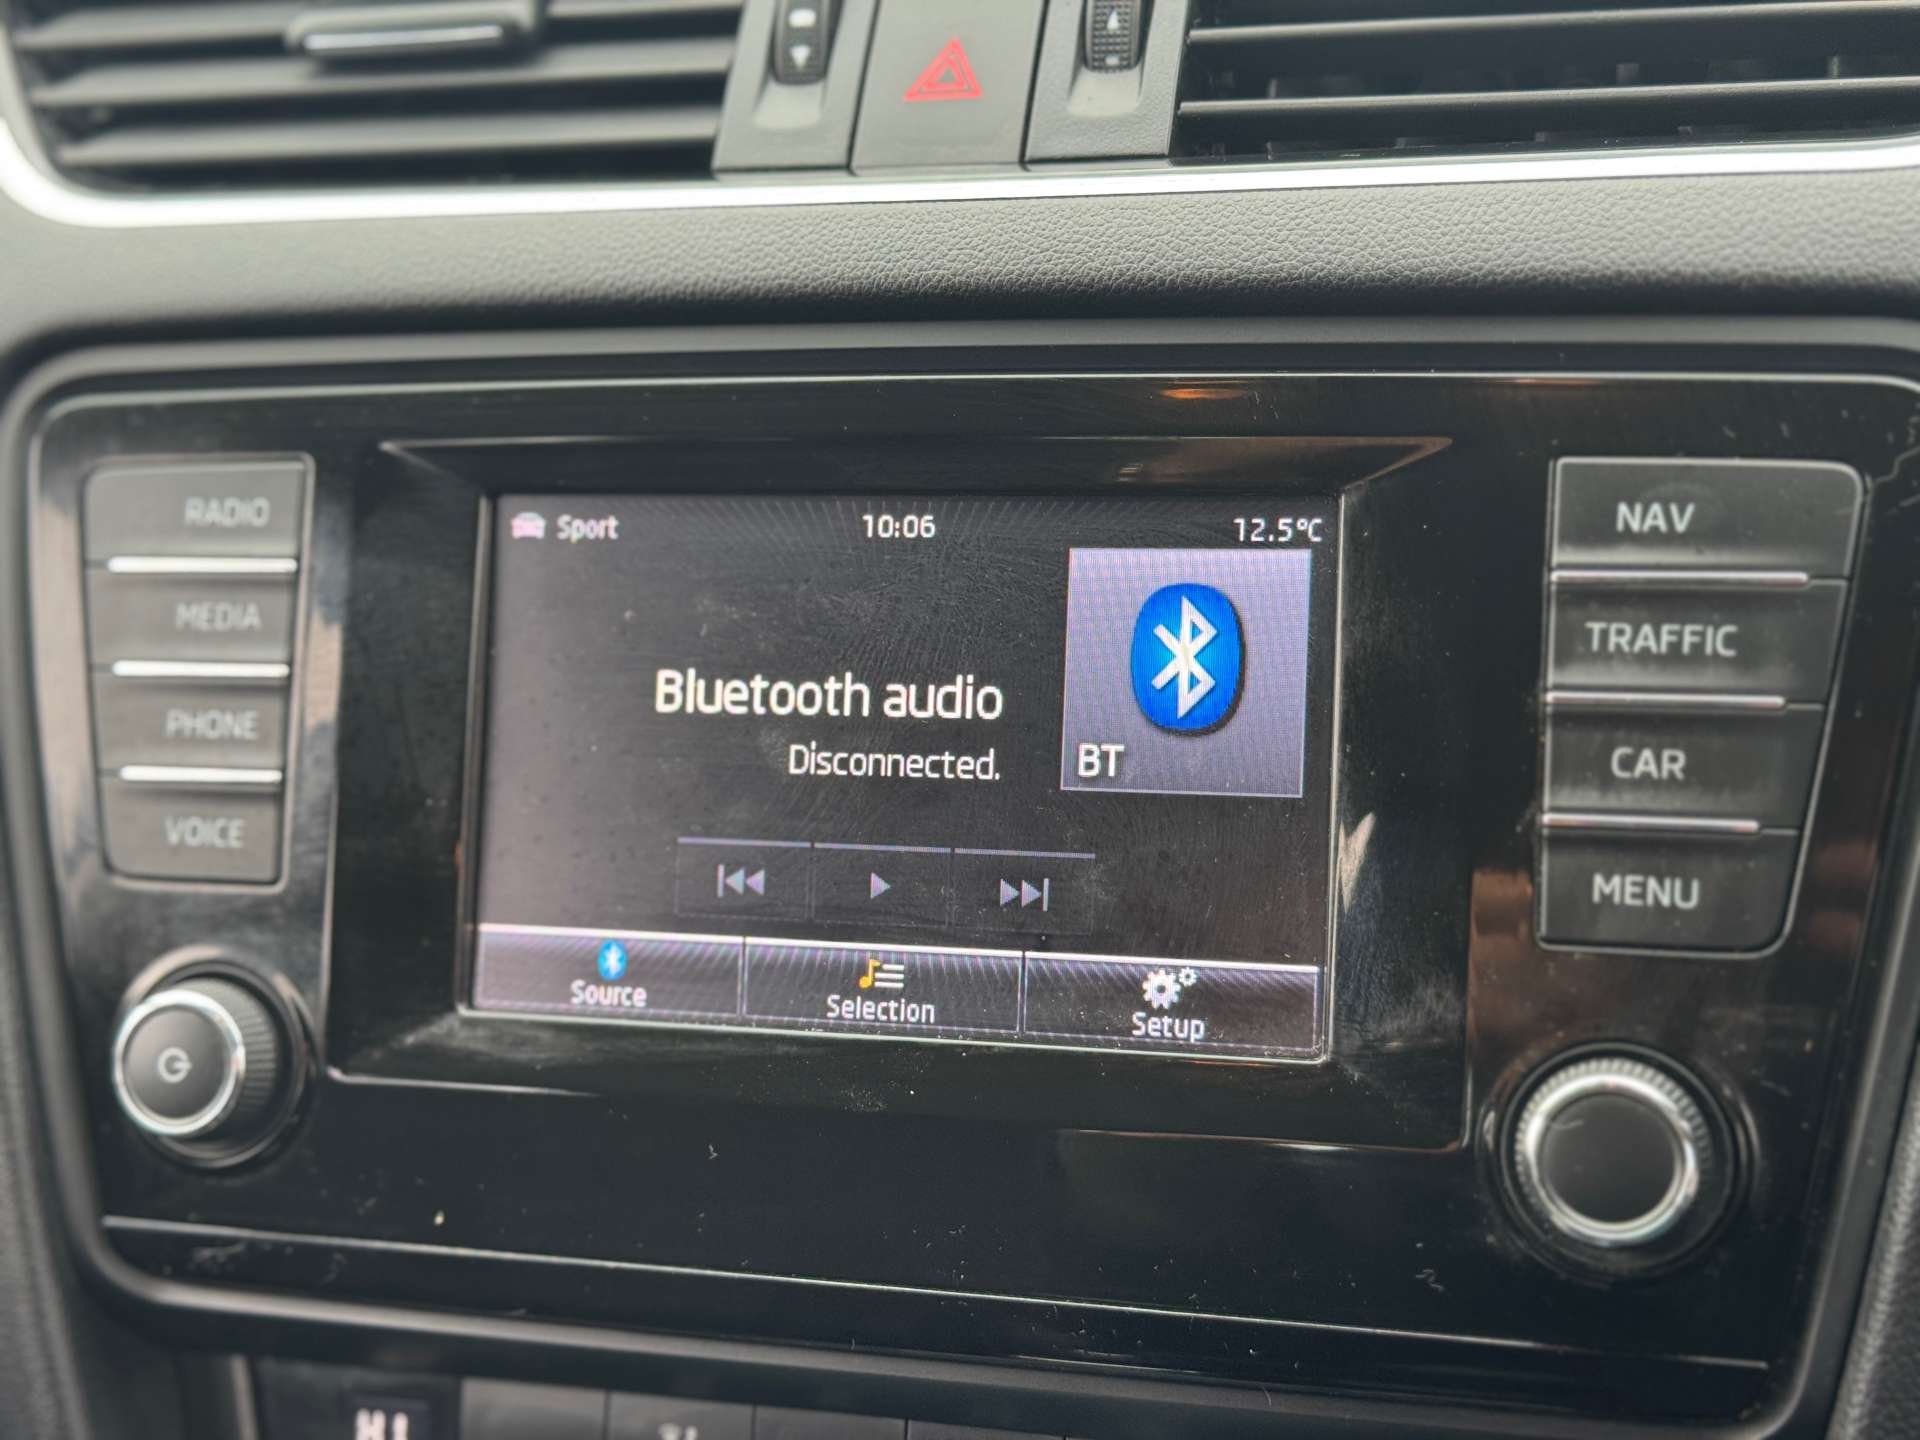 RADIO
MEDIA
PHONE
VOICE
Sport
10:06
12.5°C
Bluetooth audio
Disconnected.
BT
Source
Selection
Setup
NAV
TRAFFIC
CAR
MENU